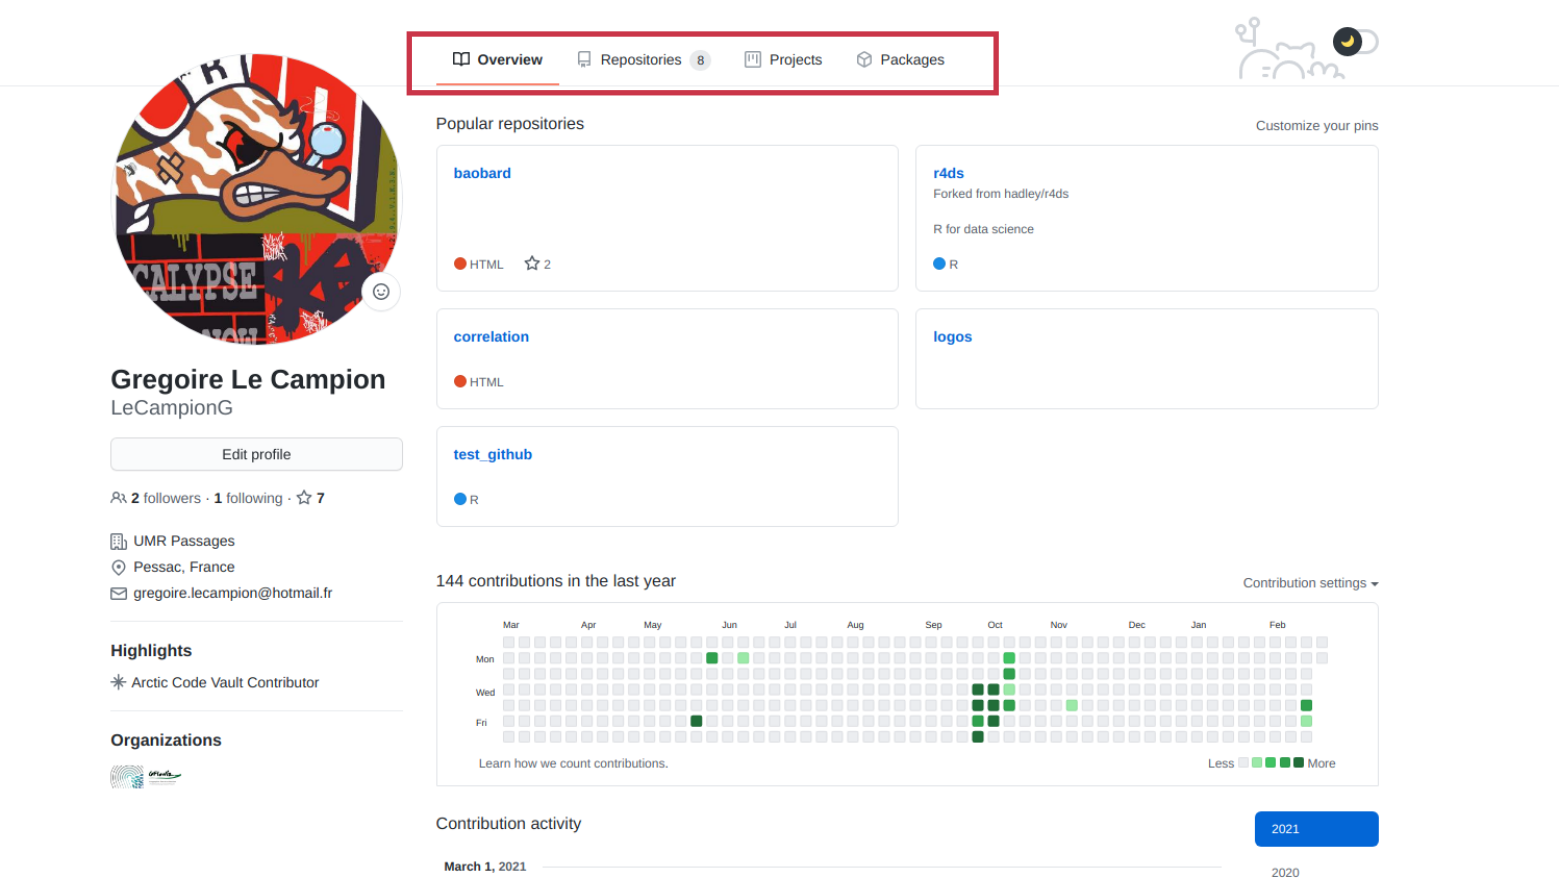 Overview Repositories 8 Projects Packages
R
CALYPSE
NOW
Gregoire Le Campion
LeCampionG
Edit profile
2 followers · 1 following · 7
UMR Passages
Pessac, France
gregoire.lecampion@hotmail.fr
Highlights
Arctic Code Vault Contributor
Organizations
Popular repositories
Customize your pins
baobard
HTML 2
r4ds
Forked from hadley/r4ds
R for data science
R
correlation
HTML
logos
test_github
R
144 contributions in the last year
Contribution settings
Mar Apr May Jun Jul Aug Sep Oct Nov Dec Jan Feb
Mon
Wed
Fri
Learn how we count contributions.
Less More
Contribution activity
2021
March 1, 2021
2020